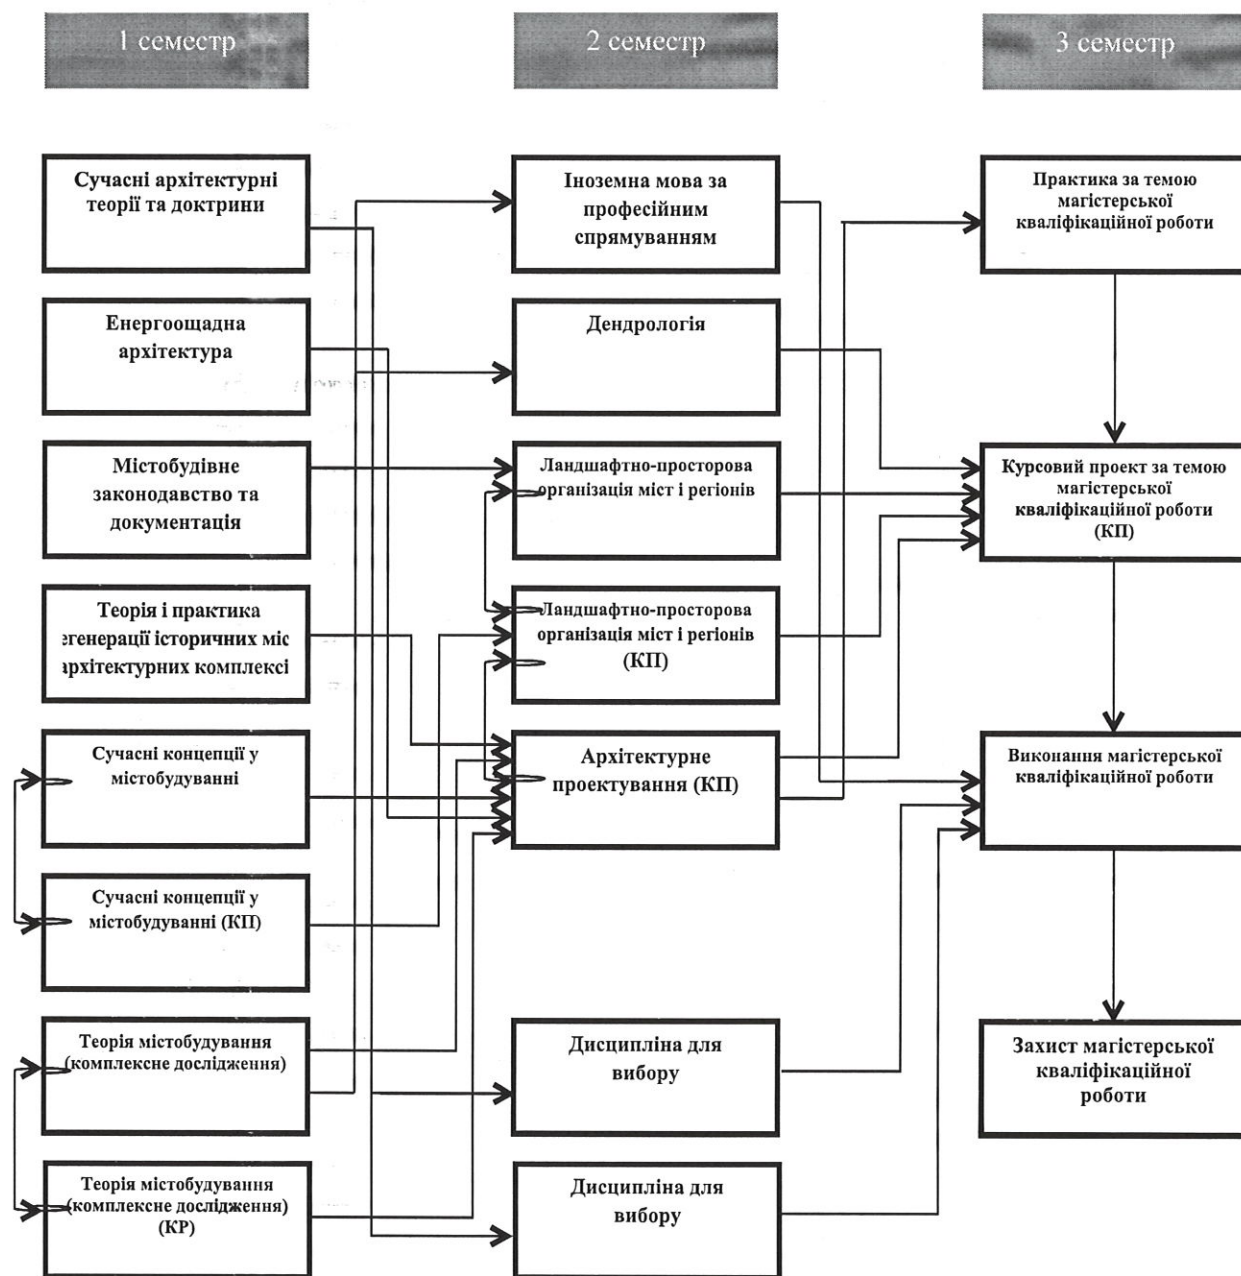 1 семестр
2 семестр
3 семестр
Сучасні архітектурні
теорії та доктрини
Енергоощадна
архітектура
Містобудівне
законодавство та
документація
Теорія і практика
егенерації історичних міс
архітектурних комплексі
Сучасні концепції у
містобудуванні
Сучасні концепції у
містобудуванні (КП)
Теорія містобудування
(комплексне дослідження)
Теорія містобудування
(комплексне дослідження)
(КР)
Іноземна мова за
професійним
спрямуванням
Дендрологія
Ландшафтно-просторова
організація міст і регіонів
Ландшафтно-просторова
організація міст і регіонів
(КП)
Архітектурне
проектування (КП)
Дисципліна для
вибору
Дисципліна для
вибору
Практика за темою
магістерської
кваліфікаційної роботи
Курсовий проект за темою
магістерської
кваліфікаційної роботи
(КП)
Виконання магістерської
кваліфікаційної роботи
Захист магістерської
кваліфікаційної
роботи